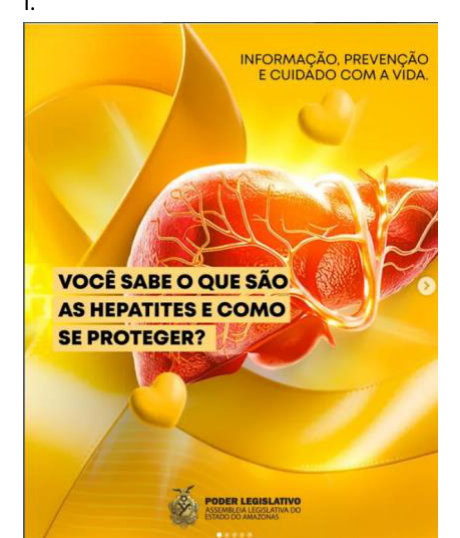 I.
INFORMAÇÃO, PREVENÇÃO
E CUIDADO COM A VIDA.
VOCÊ SABE O QUE SÃO
AS HEPATITES E COMO
SE PROTEGER?
PODER LEGISLATIVO
ASSEMBLEIA LEGISLATIVA DO
ESTADO DO AMAZONAS